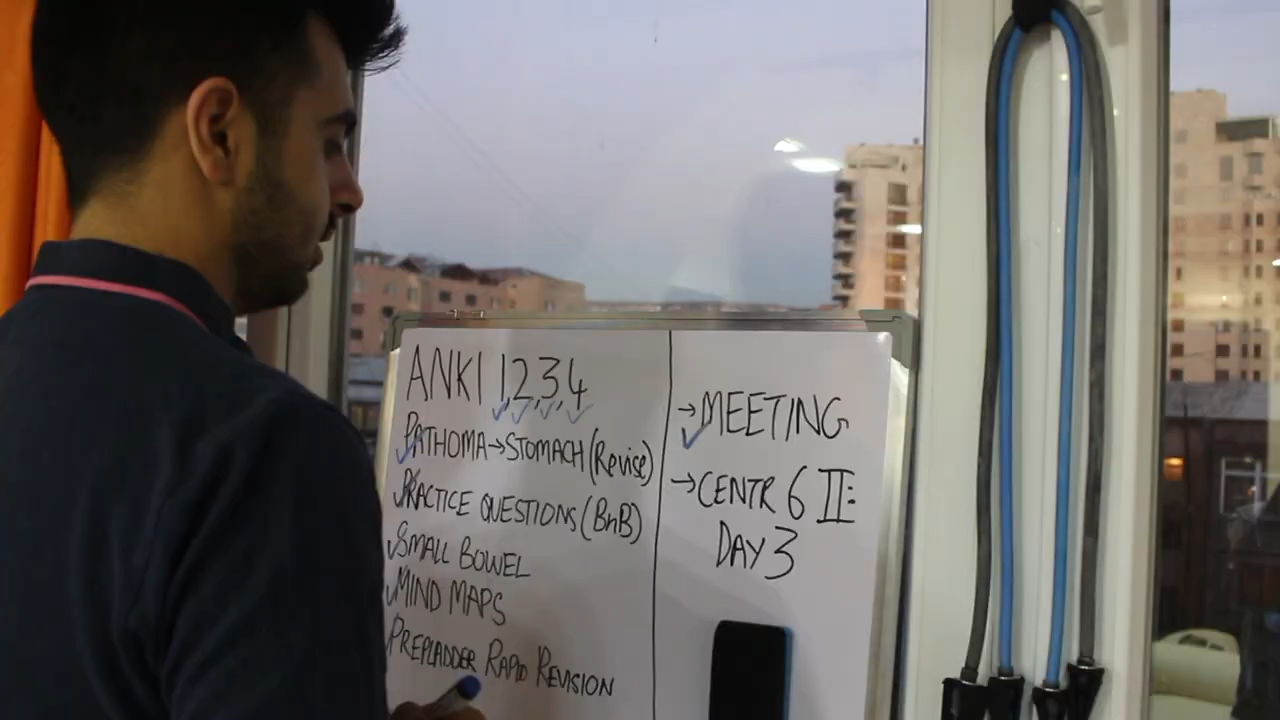 ANKI 1,2,3,4
PATHOMA→STOMACH (Revise)
PRACTICE QUESTIONS (BnB)
SMALL BOWEL
MIND MAPS
PREPLADDER RAPID REVISION
→MEETING
→CENTR 6 II:
DAY 3